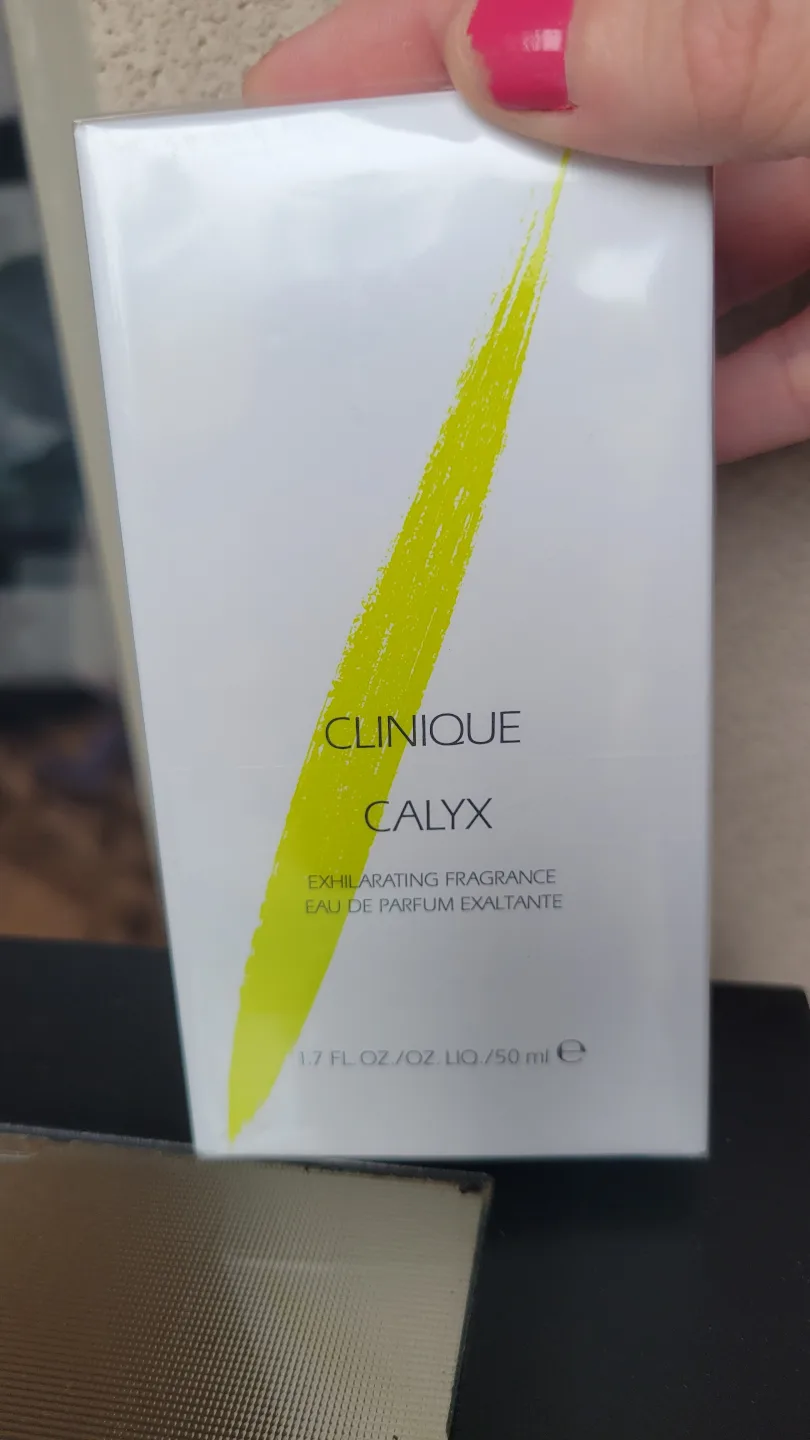 CLINIQUE
CALYX
EXHILARATING FRAGRANCE
EAU DE PARFUM EXALTANTE
1.7 FL. OZ./OZ. LIQ./50 ml ℮